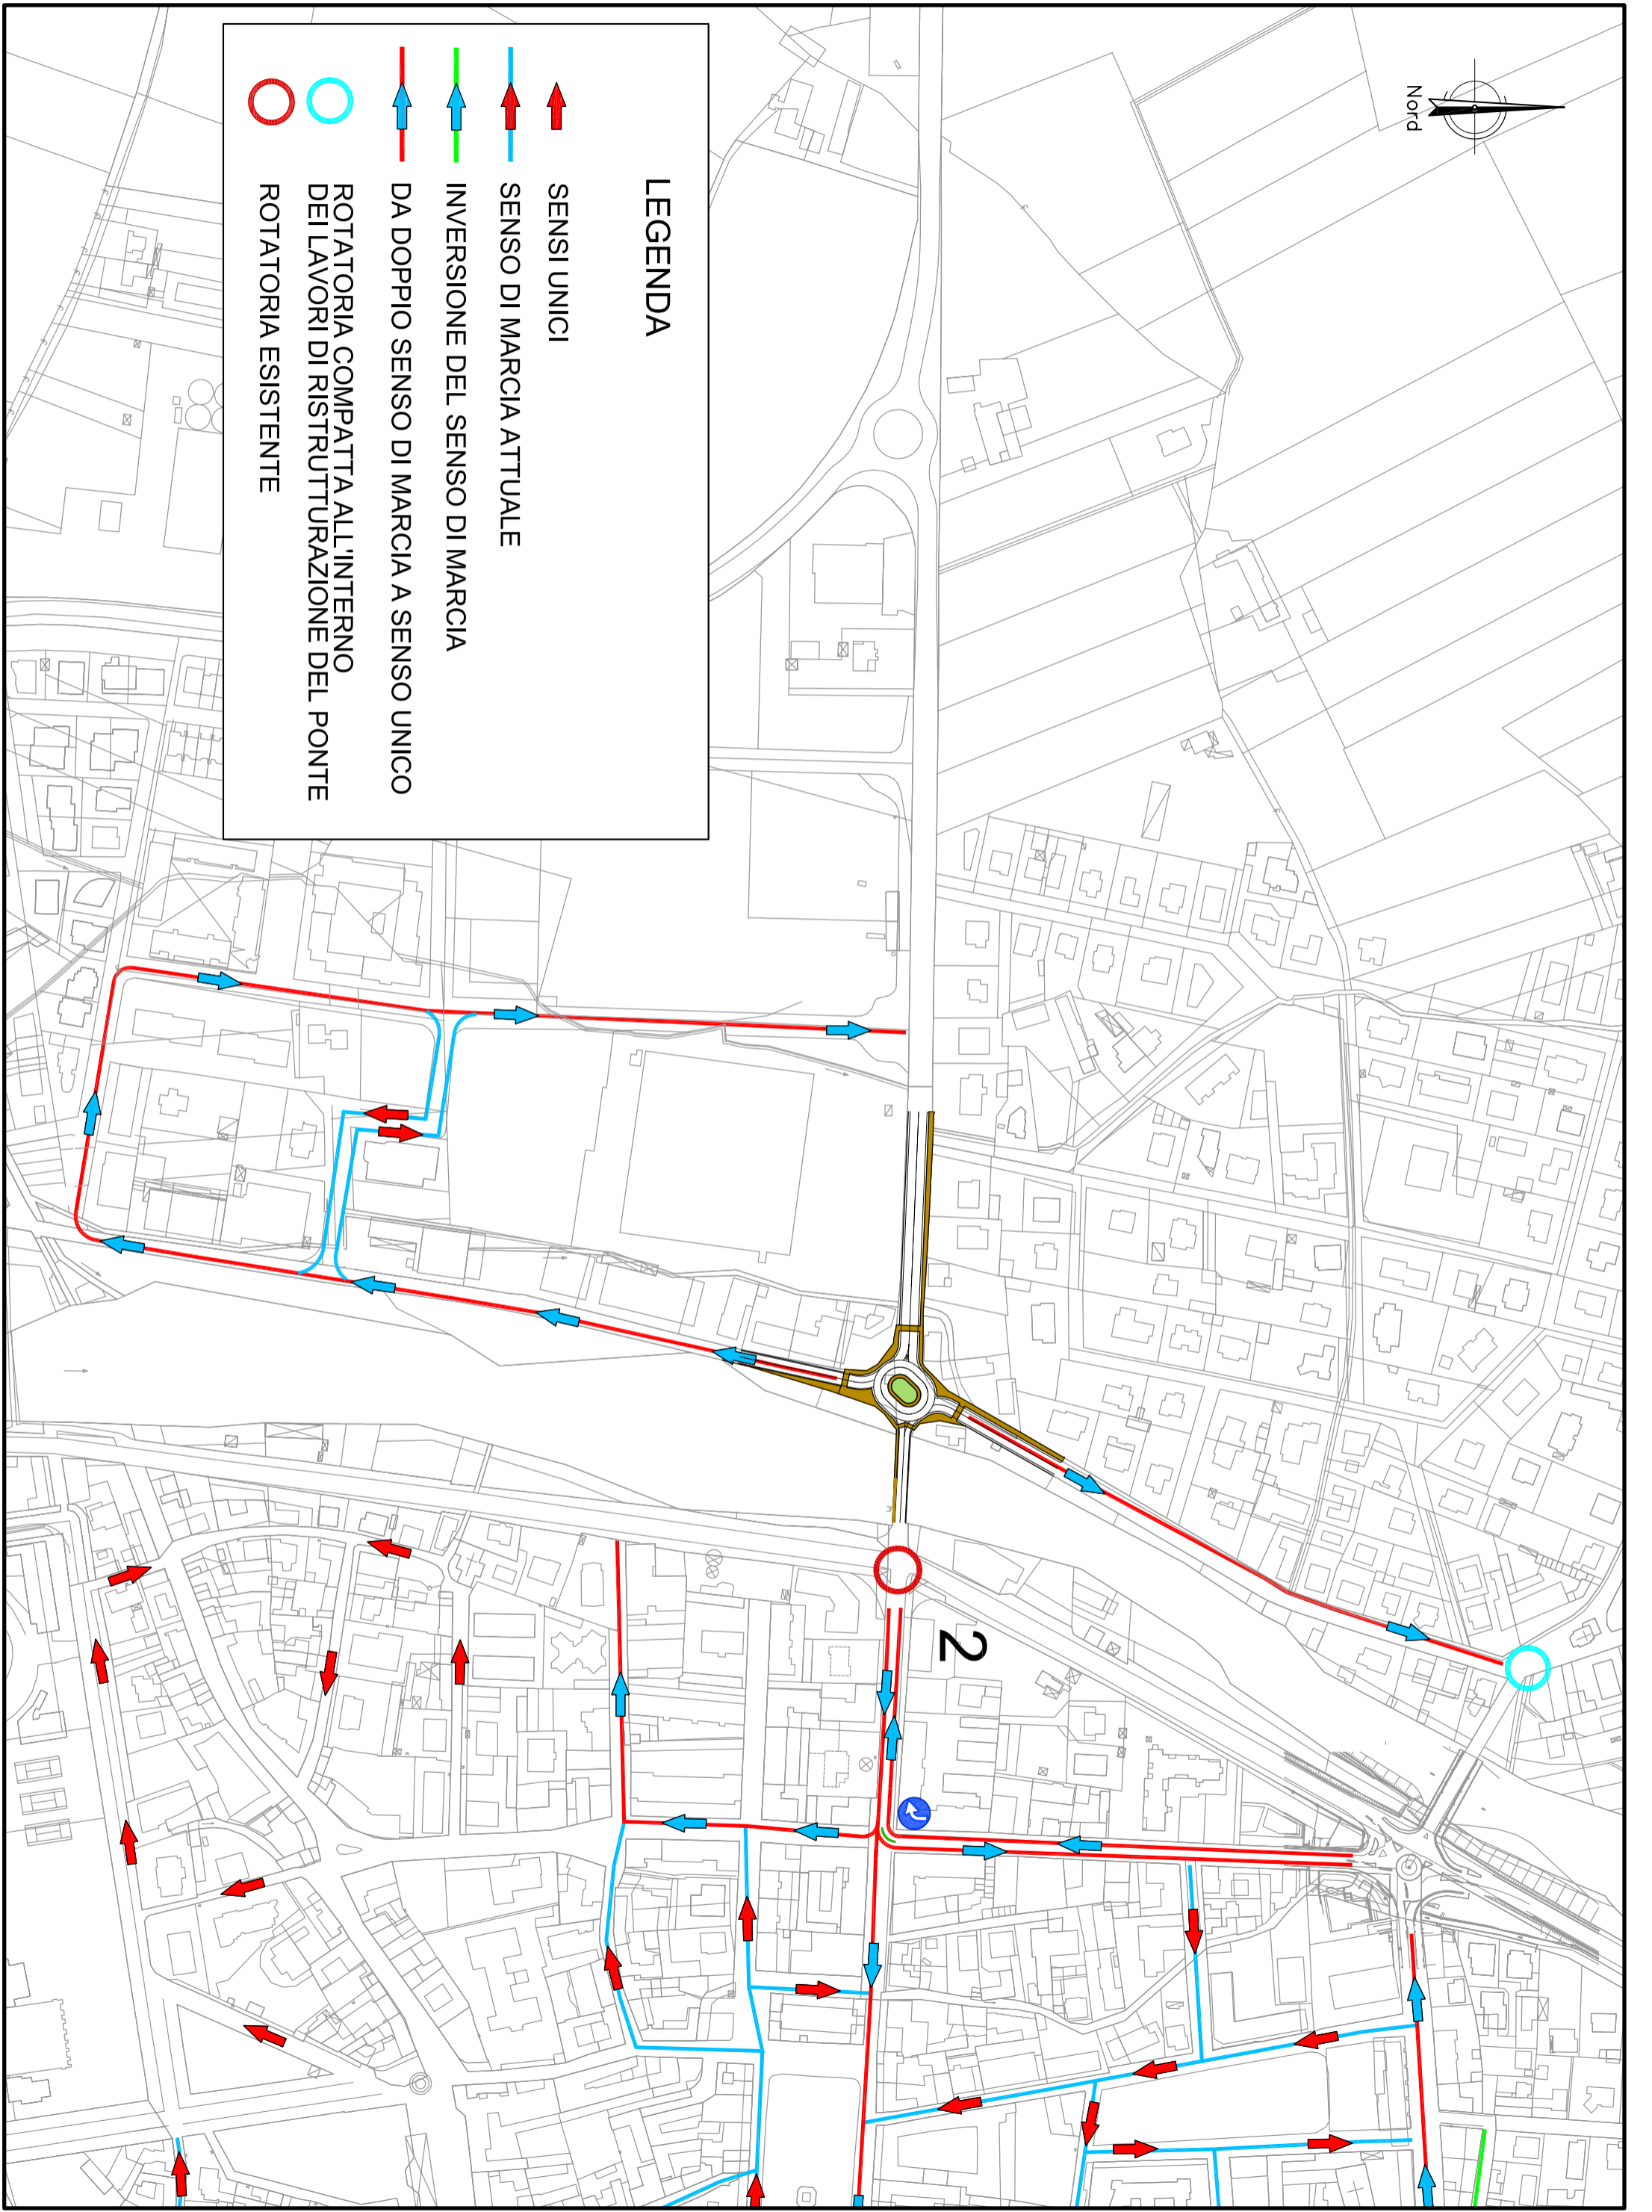 Nord
LEGENDA
SENSI UNICI
SENSO DI MARCIA ATTUALE
INVERSIONE DEL SENSO DI MARCIA
DA DOPPIO SENSO DI MARCIA A SENSO UNICO
ROTATORIA COMPATTA ALL'INTERNO
DEI LAVORI DI RISTRUTTURAZIONE DEL PONTE
ROTATORIA ESISTENTE
2